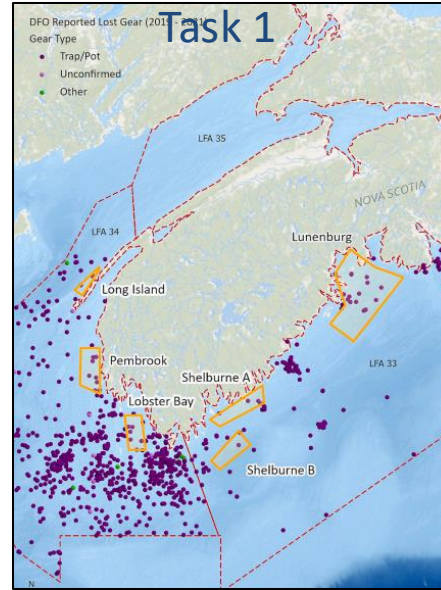 Task 1
DFO Reported Lost Gear (2019 - 2021)
Gear Type
Trap/Pot
Unconfirmed
Other
LFA 35
NOVA SCOTIA
LFA 34
Lunenburg
Long Island
Pembrook
LFA 33
Shelburne A
Lobster Bay
Shelburne B
N